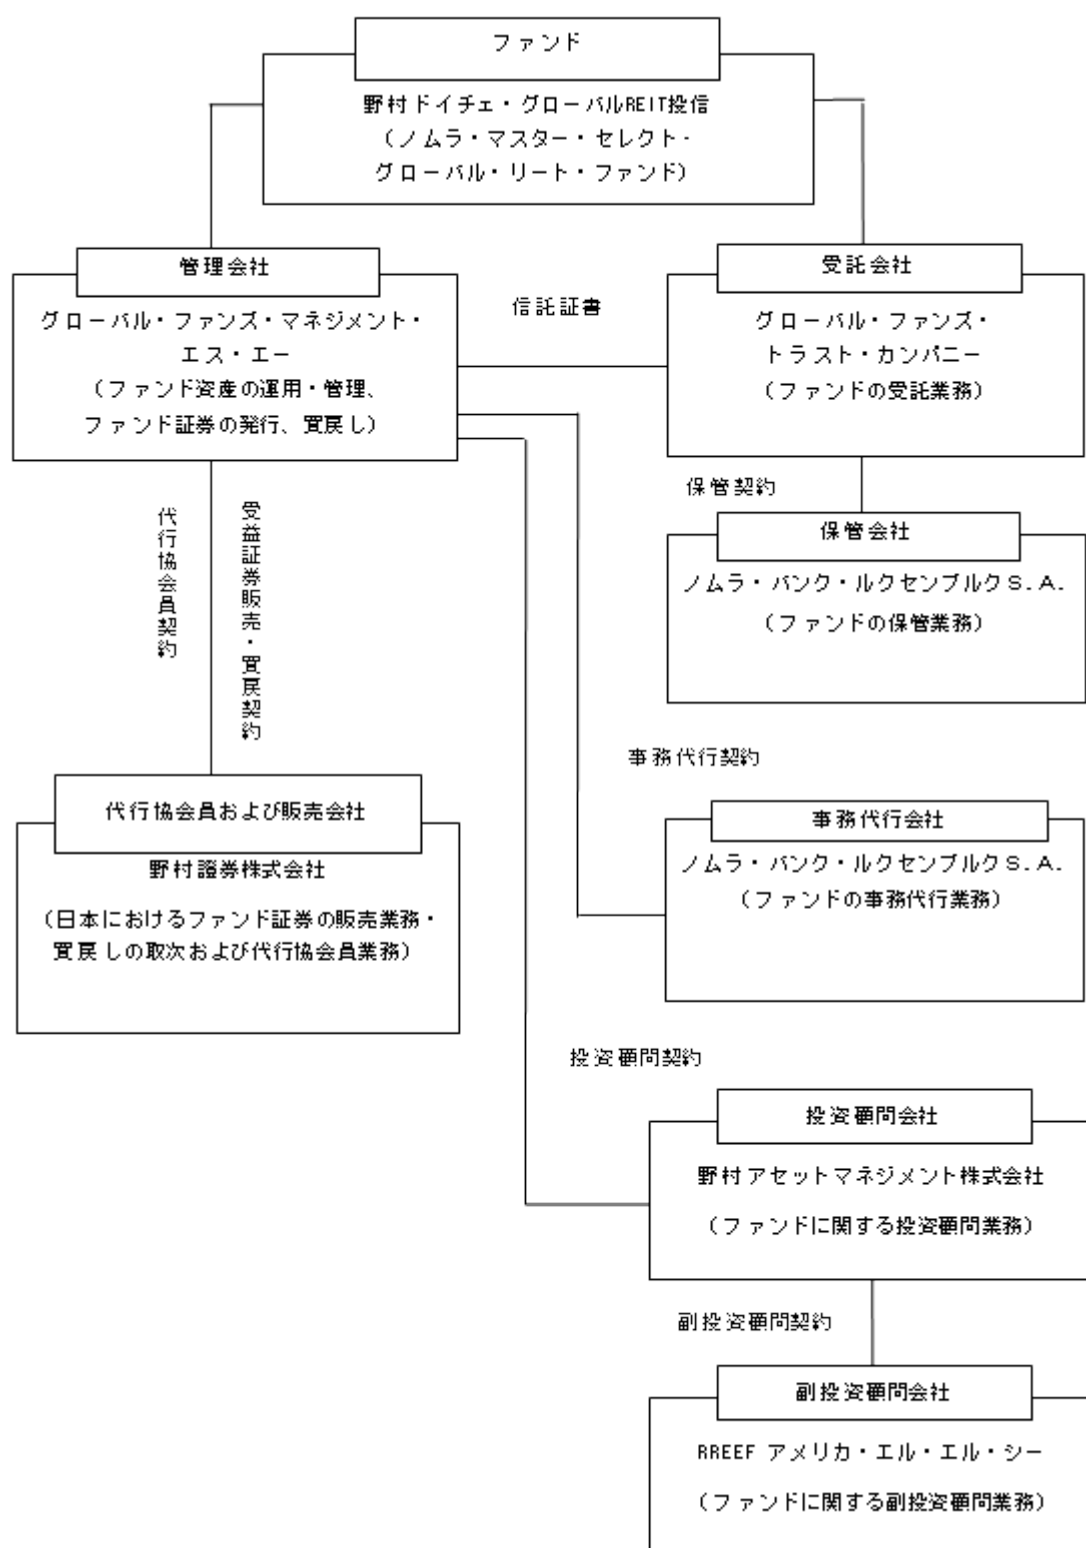 ファンド
野村ドイチェ・グローバルREIT投信
（ノムラ・マスター・セレクト・
グローバル・リート・ファンド）
管理会社
グローバル・ファンズ・マネジメント・
エス・エー
（ファンド資産の運用・管理、
ファンド証券の発行、買戻し）
信託証書
受託会社
グローバル・ファンズ・
トラスト・カンパニー
（ファンドの受託業務）
保管契約
保管会社
ノムラ・バンク・ルクセンブルクＳ.Ａ.
（ファンドの保管業務）
代行協会員契約
受益証券販売・買戻契約
代行協会員および販売会社
野村證券株式会社
（日本におけるファンド証券の販売業務・
買戻しの取次および代行協会員業務）
事務代行契約
事務代行会社
ノムラ・バンク・ルクセンブルクＳ.Ａ.
（ファンドの事務代行業務）
投資顧問契約
投資顧問会社
野村アセットマネジメント株式会社
（ファンドに関する投資顧問業務）
副投資顧問契約
副投資顧問会社
RREEF アメリカ・エル・エル・シー
（ファンドに関する副投資顧問業務）